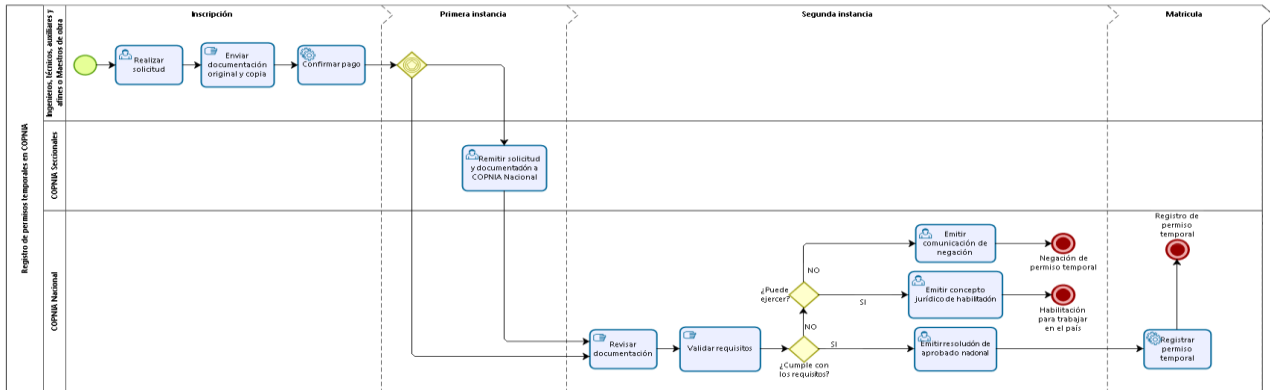 Inscripción
Primera instancia
Segunda instancia
Matricula
Registro de permisos temporales en COPNIA
Ingenieros, técnicos, auxiliares y
afines o Maestros de obra
Realizar
solicitud
Enviar
documentación
original y copia
Confirmar pago
COPNIA Seccionales
Remitir solicitud
y documentación a
COPNIA Nacional
COPNIA Nacional
Emitir
comunicación de
negación
Negación de
permiso temporal
Registro de
permiso
temporal
NO
¿Puede
ejercer?
SI
Emitir concepto
jurídico de habilitación
Habilitación
para trabajar
en el país
NO
Revisar
documentación
Validar requisitos
SI
¿Cumple con
los requisitos?
Emitir resolución de
aprobado nacional
Registrar
permiso
temporal